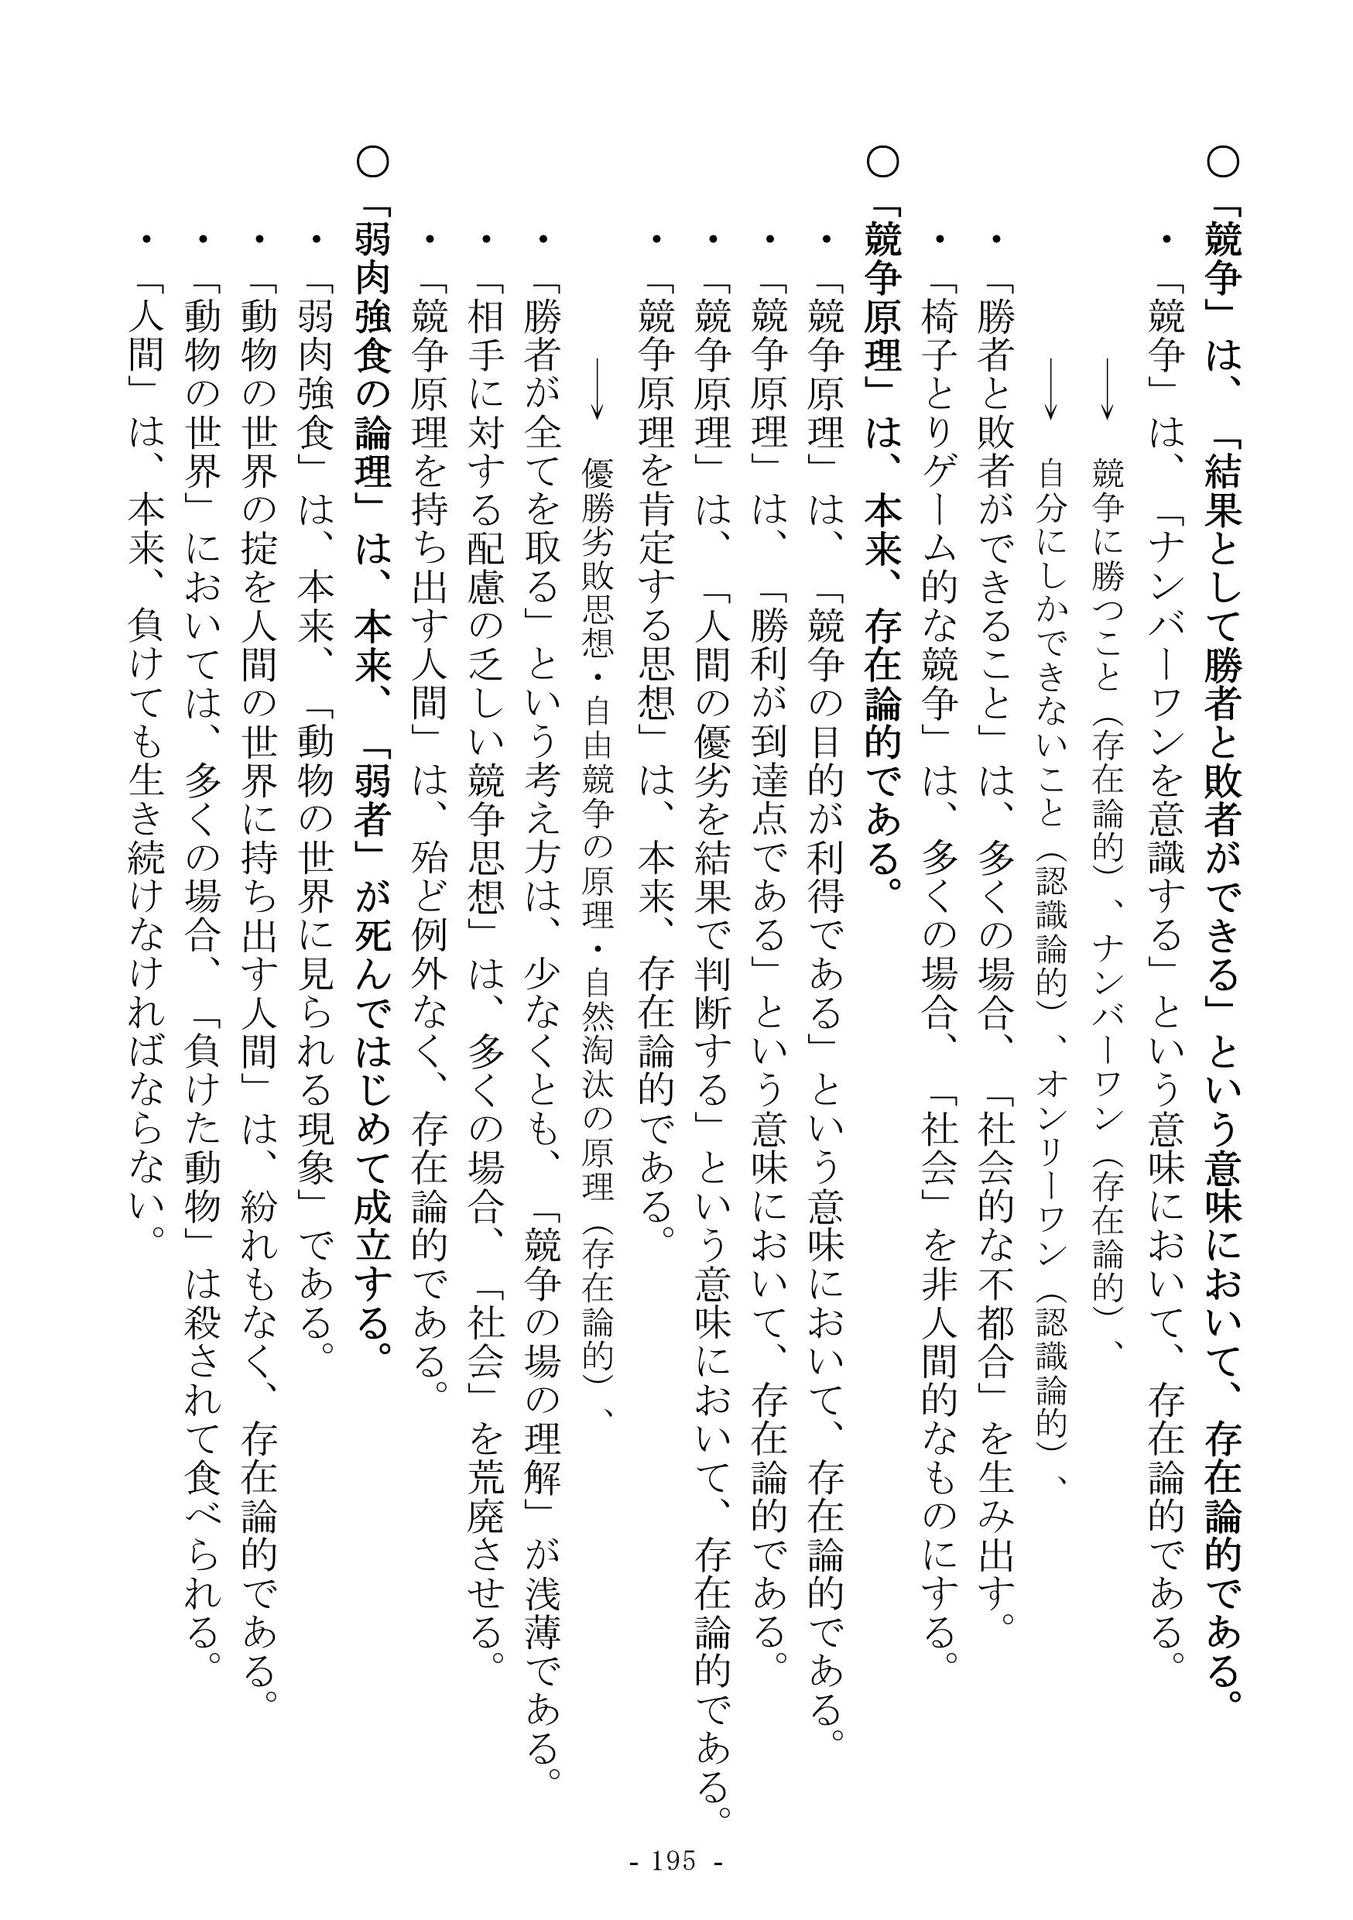 ○「競争」は、「結果として勝者と敗者ができる」という意味において、存在論的である。
・「競争」は、「ナンバーワンを意識する」という意味において、存在論的である。
→ 競争に勝つこと（存在論的）、ナンバーワン（存在論的）、
→ 自分にしかできないこと（認識論的）、オンリーワン（認識論的）、
・「勝者と敗者ができること」は、多くの場合、「社会的な不都合」を生み出す。
・「椅子とりゲーム的な競争」は、多くの場合、「社会」を非人間的なものにする。
○「競争原理」は、本来、存在論的である。
・「競争原理」は、「競争の目的が利得である」という意味において、存在論的である。
・「競争原理」は、「勝利が到達点である」という意味において、存在論的である。
・「競争原理」は、「人間の優劣を結果で判断する」という意味において、存在論的である。
・「競争原理を肯定する思想」は、本来、存在論的である。
→ 優勝劣敗思想・自由競争の原理・自然淘汰の原理（存在論的）、
・「勝者が全てを取る」という考え方は、少なくとも、「競争の場の理解」が浅薄である。
・「相手に対する配慮の乏しい競争思想」は、多くの場合、「社会」を荒廃させる。
・「競争原理を持ち出す人間」は、殆ど例外なく、存在論的である。
○「弱肉強食の論理」は、本来、「弱者」が死んではじめて成立する。
・「弱肉強食」は、本来、「動物の世界に見られる現象」である。
・「動物の世界の掟を人間の世界に持ち出す人間」は、紛れもなく、存在論的である。
・「動物の世界」においては、多くの場合、「負けた動物」は殺されて食べられる。
・「人間」は、本来、負けても生き続けなければならない。
- 195 -